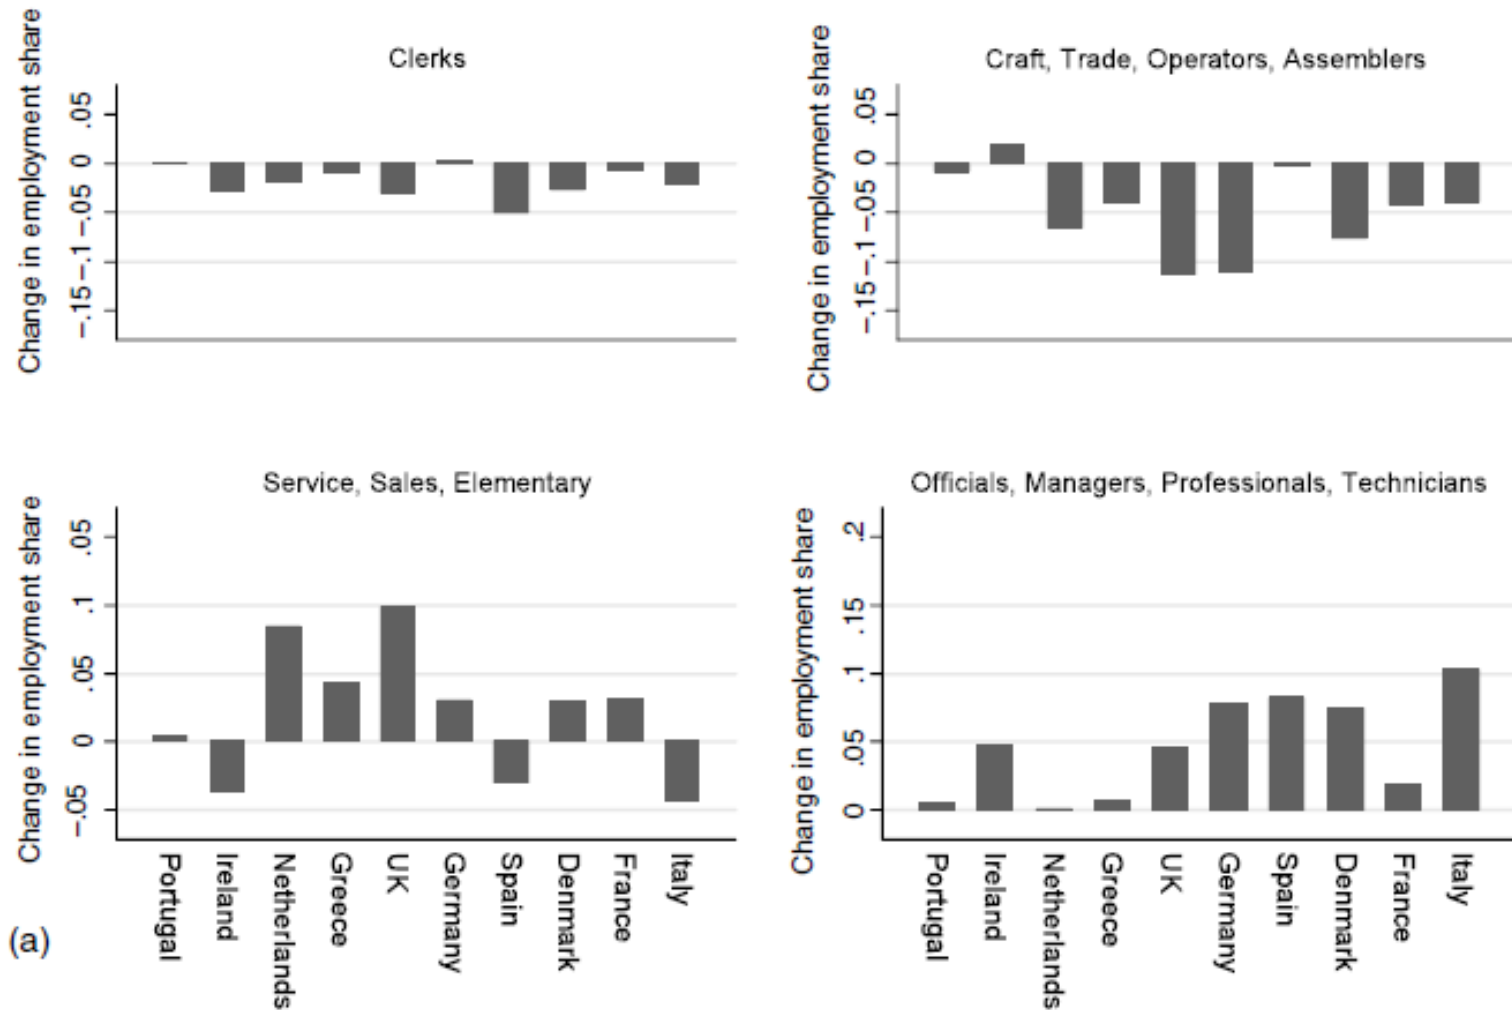 Clerks
Change in employment share
.05
0
−.05
−.1
−.15
Craft, Trade, Operators, Assemblers
Change in employment share
.05
0
−.05
−.1
−.15
Service, Sales, Elementary
Change in employment share
.05
.1
.05
0
−.05
Portugal
Ireland
Netherlands
Greece
UK
Germany
Spain
Denmark
France
Italy
Officials, Managers, Professionals, Technicians
Change in employment share
.2
.15
.1
.05
0
Portugal
Ireland
Netherlands
Greece
UK
Germany
Spain
Denmark
France
Italy
(a)